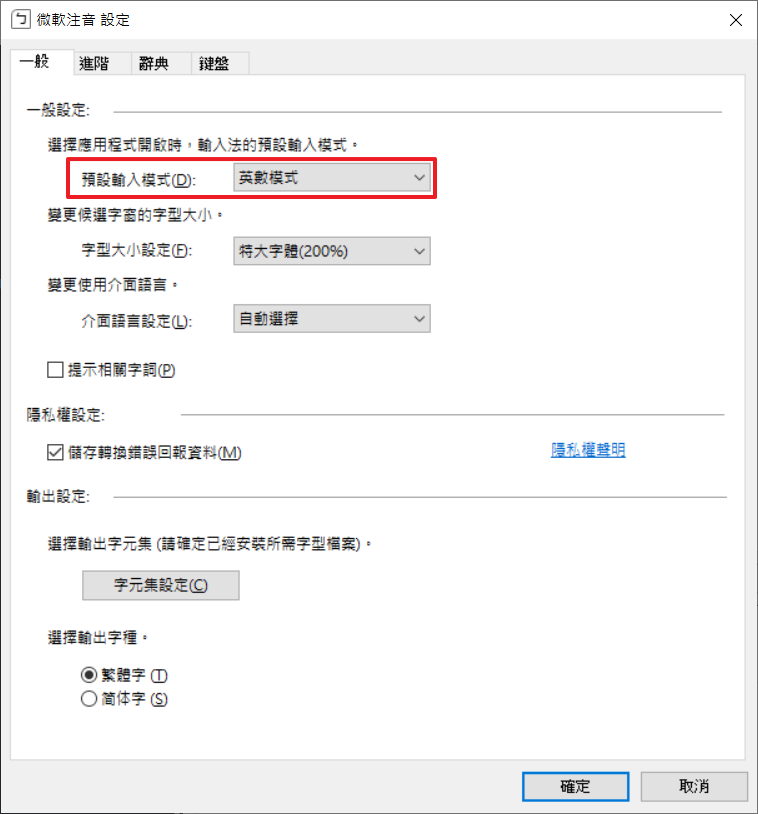 微軟注音 設定
一般 進階 辭典 鍵盤
一般設定:
選擇應用程式開啟時，輸入法的預設輸入模式。
預設輸入模式(D): 英數模式
變更候選字窗的字型大小。
字型大小設定(F): 特大字體(200%)
變更使用介面語言。
介面語言設定(L): 自動選擇
提示相關字詞(P)
隱私權設定:
儲存轉換錯誤回報資料(M) 隱私權聲明
輸出設定:
選擇輸出字元集 (請確定已經安裝所需字型檔案)。
字元集設定(C)
選擇輸出字種。
繁體字 (T)
简体字 (S)
確定 取消